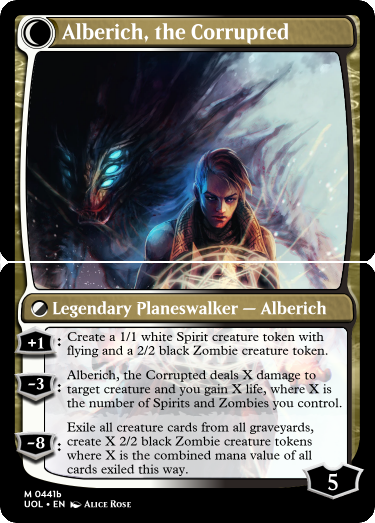 Alberich, the Corrupted
Legendary Planeswalker — Alberich
+1: Create a 1/1 white Spirit creature token with
flying and a 2/2 black Zombie creature token.
-3: Alberich, the Corrupted deals X damage to
target creature and you gain X life, where X is
the number of Spirits and Zombies you control.
-8: Exile all creature cards from all graveyards,
create X 2/2 black Zombie creature tokens
where X is the combined mana value of all
cards exiled this way.
5
M 0441b
UOL • EN Alice Rose